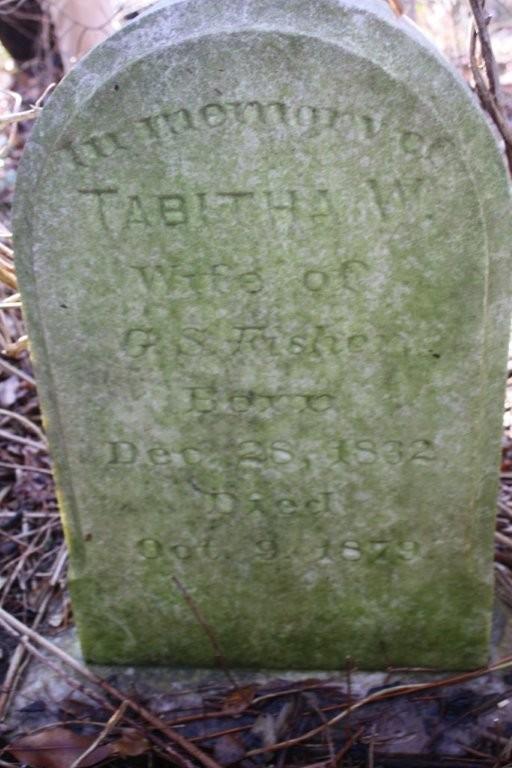 In memory of
TABITHA W.
Wife of
G. S. Fisher.
Born
Dec. 28, 1832
Died
Oct. 9, 1879